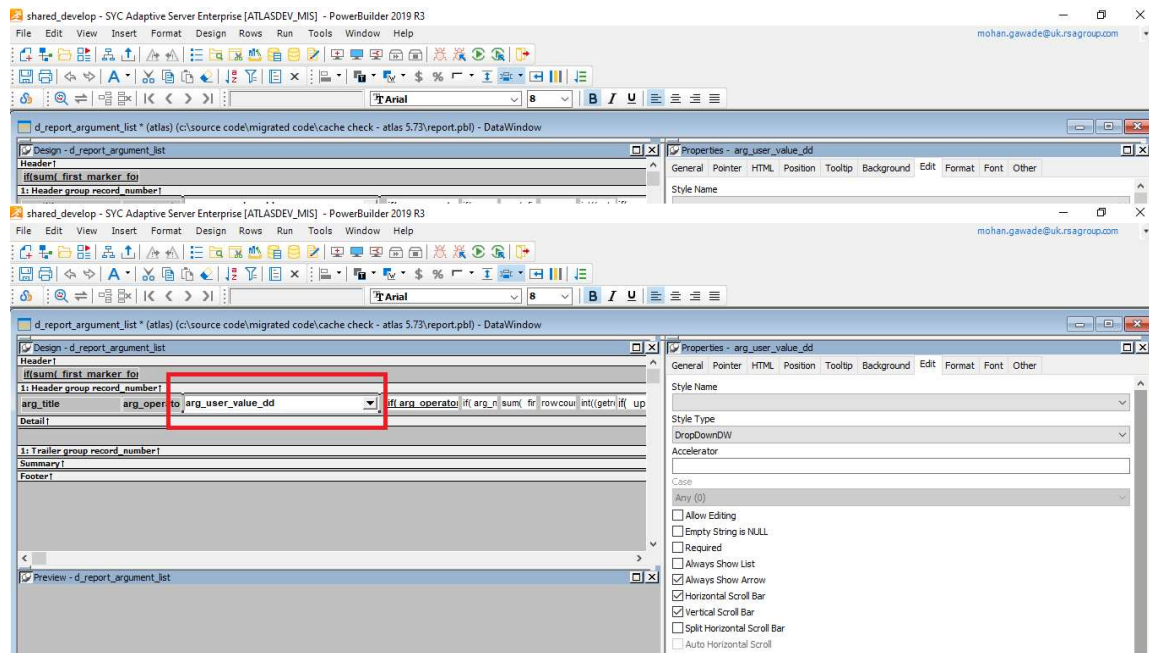 shared_develop - SYC Adaptive Server Enterprise [ATLASDEV_MIS] - PowerBuilder 2019 R3
File Edit View Insert Format Design Rows Run Tools Window Help mohan.gawade@uk.rsagroup.com
Arial 8 B I U
d_report_argument_list * (atlas) (c:\source code\migrated code\cache check - atlas 5.73\report.pbl) - DataWindow
Design - d_report_argument_list Properties - arg_user_value_dd
Header↑ General Pointer HTML Position Tooltip Background Edit Format Font Other
if(sum( first_marker for
1: Header group record_number↑ Style Name
shared_develop - SYC Adaptive Server Enterprise [ATLASDEV_MIS] - PowerBuilder 2019 R3
File Edit View Insert Format Design Rows Run Tools Window Help mohan.gawade@uk.rsagroup.com
Arial 8 B I U
d_report_argument_list * (atlas) (c:\source code\migrated code\cache check - atlas 5.73\report.pbl) - DataWindow
Design - d_report_argument_list Properties - arg_user_value_dd
Header↑ General Pointer HTML Position Tooltip Background Edit Format Font Other
if(sum( first_marker for
1: Header group record_number↑ Style Name
arg_title arg_operato arg_user_value_dd if( arg_operator if( arg_n sum( fir rowcou int((getr if( up
Detail↑ Style Type
DropDownDW
1: Trailer group record_number↑ Accelerator
Summary↑
Footer↑ Case
Any (0)
Allow Editing
Empty String is NULL
Required
Always Show List
Always Show Arrow
Preview - d_report_argument_list Horizontal Scroll Bar
Vertical Scroll Bar
Split Horizontal Scroll Bar
Auto Horizontal Scroll